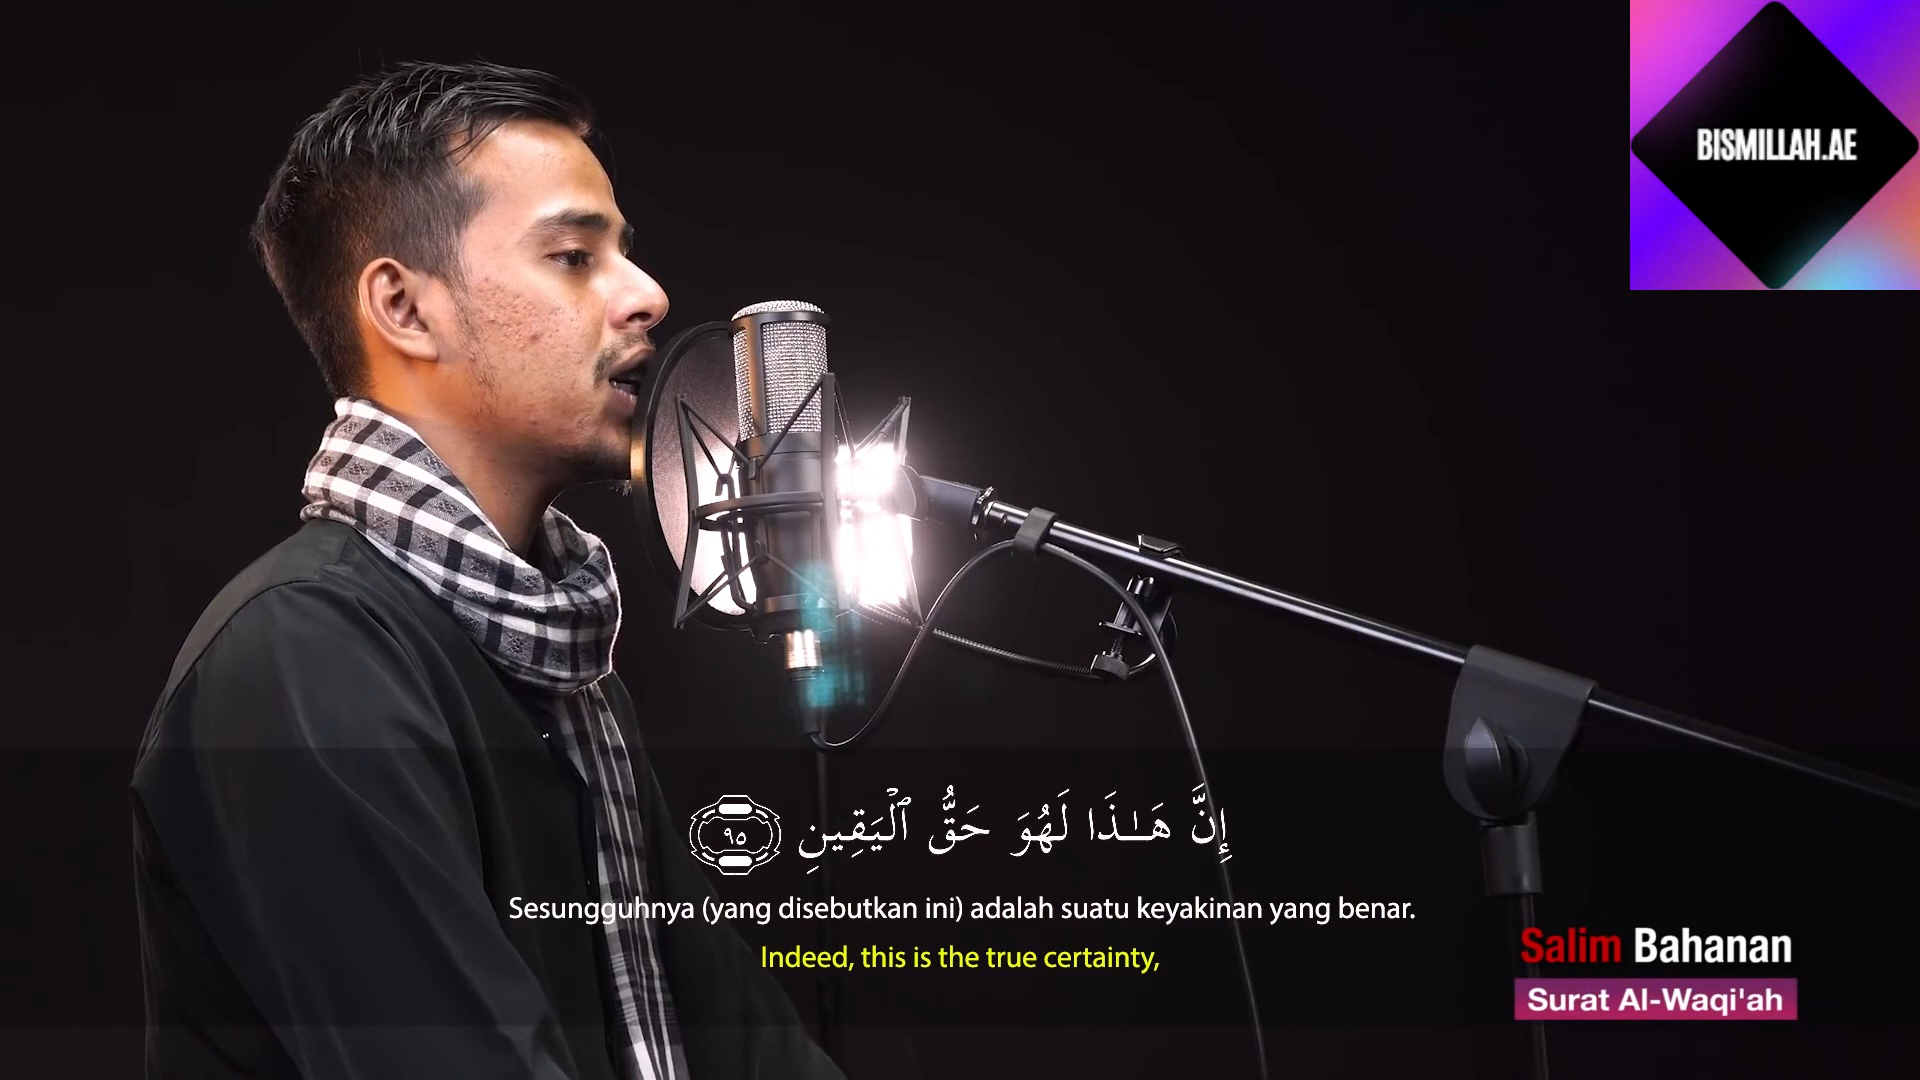 BISMILLAH.AE
إِنَّ هَـٰذَا لَهُوَ حَقُّ ٱلْيَقِينِ ٩٥
Sesungguhnya (yang disebutkan ini) adalah suatu keyakinan yang benar.
Indeed, this is the true certainty,
Salim Bahanan
Surat Al-Waqi'ah